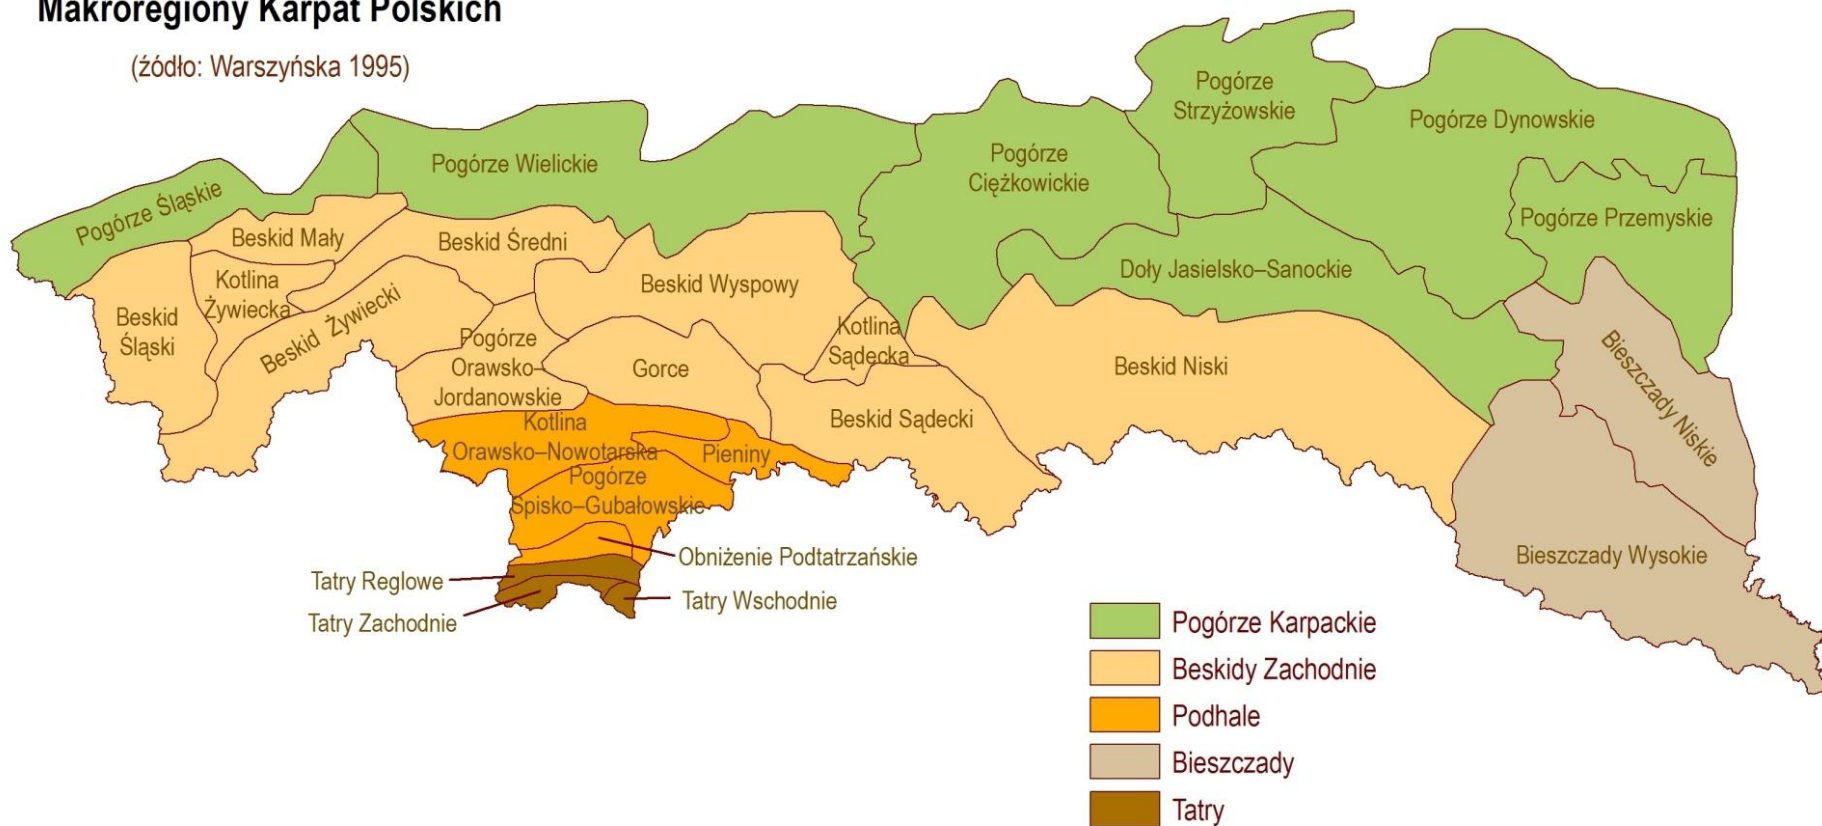 Makroregiony Karpat Polskich
(źódło: Warszyńska 1995)
Pogórze
Strzyżowskie
Pogórze Dynowskie
Pogórze Wielickie
Pogórze
Ciężkowickie
Pogórze Śląskie
Pogórze Przemyskie
Beskid Mały
Beskid Średni
Doły Jasielsko–Sanockie
Kotlina
Żywiecka
Beskid Wyspowy
Beskid
Śląski
Beskid Żywiecki
Pogórze
Orawsko–
Jordanowskie
Kotlina
Sądecka
Gorce
Beskid Niski
Bieszczady Niskie
Beskid Sądecki
Kotlina
Orawsko–Nowotarska
Pieniny
Pogórze
Spisko–Gubałowskie
Obniżenie Podtatrzańskie
Bieszczady Wysokie
Tatry Reglowe
Tatry Zachodnie
Tatry Wschodnie
Pogórze Karpackie
Beskidy Zachodnie
Podhale
Bieszczady
Tatry